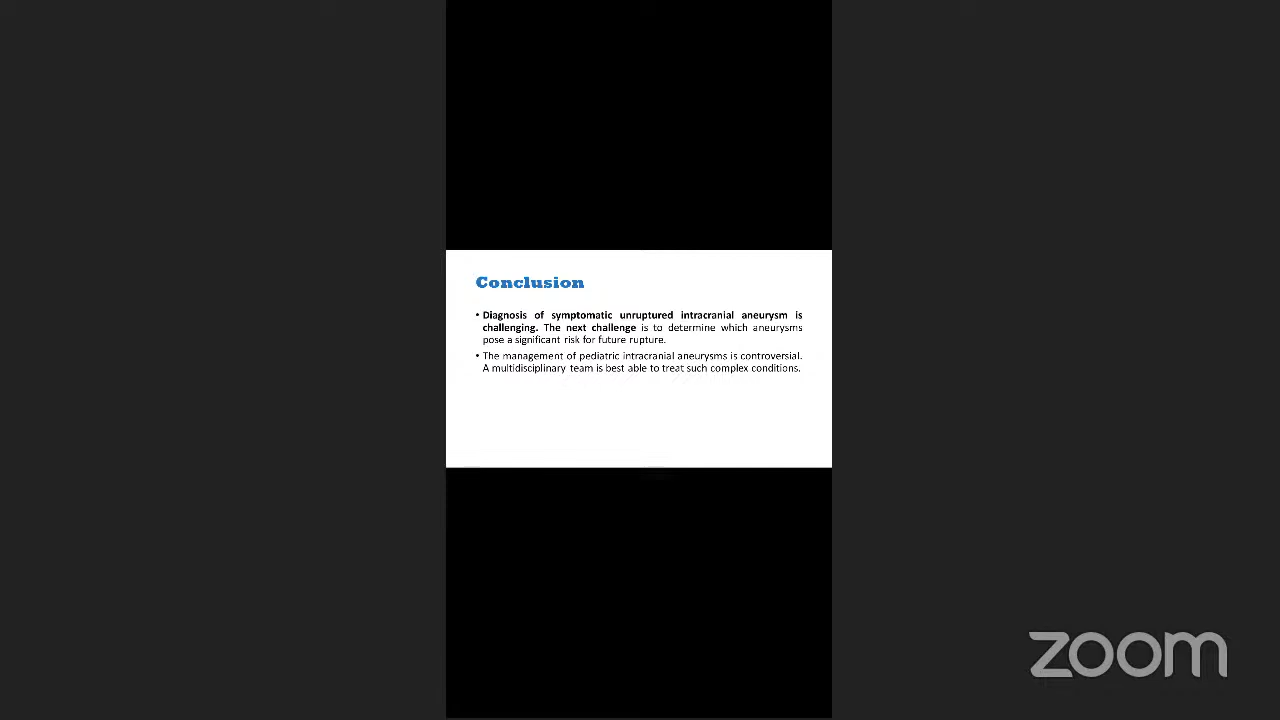 Conclusion
• Diagnosis of symptomatic unruptured intracranial aneurysm is
challenging. The next challenge is to determine which aneurysms
pose a significant risk for future rupture.
• The management of pediatric intracranial aneurysms is controversial.
A multidisciplinary team is best able to treat such complex conditions.
zoom